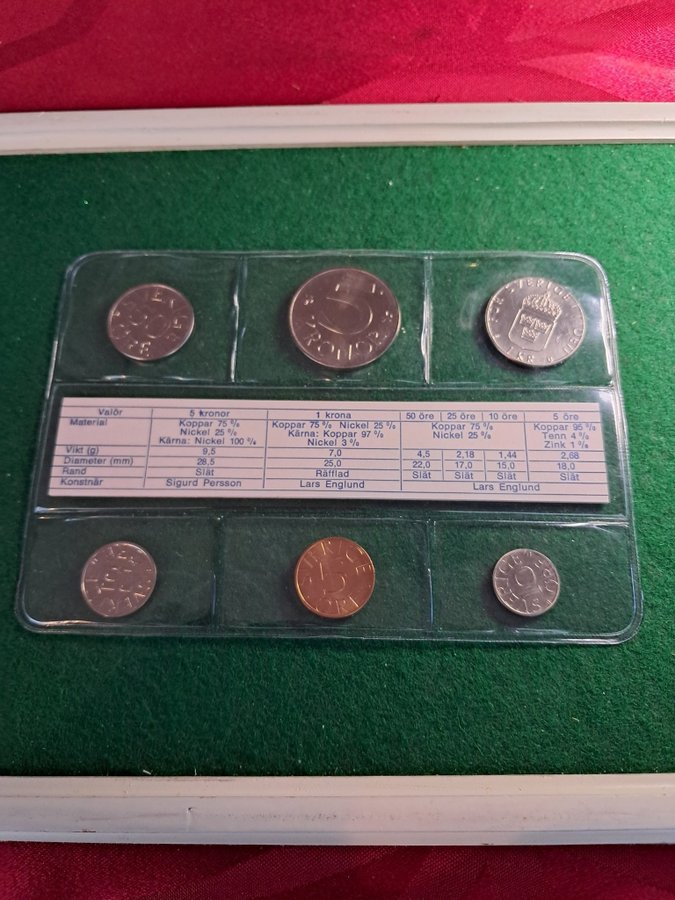 KRONOR
SVERIGE
1 KR U
Valör 5 kronor 1 krona 50 öre 25 öre 10 öre 5 öre
Material Koppar 75 % Koppar 75 % Nickel 25 % Koppar 75 % Koppar 95 %
Nickel 25 % Kärna: Koppar 97 % Nickel 25 % Tenn 4 %
Kärna: Nickel 100 % Nickel 3 % Zink 1 %
Vikt (g) 9,5 7,0 4,5 2,18 1,44 2,68
Diameter (mm) 28,5 25,0 22,0 17,0 15,0 18,0
Rand Slät Räfflad Slät Slät Slät Slät
Konstnär Sigurd Persson Lars Englund Lars Englund
5
SVERIGE